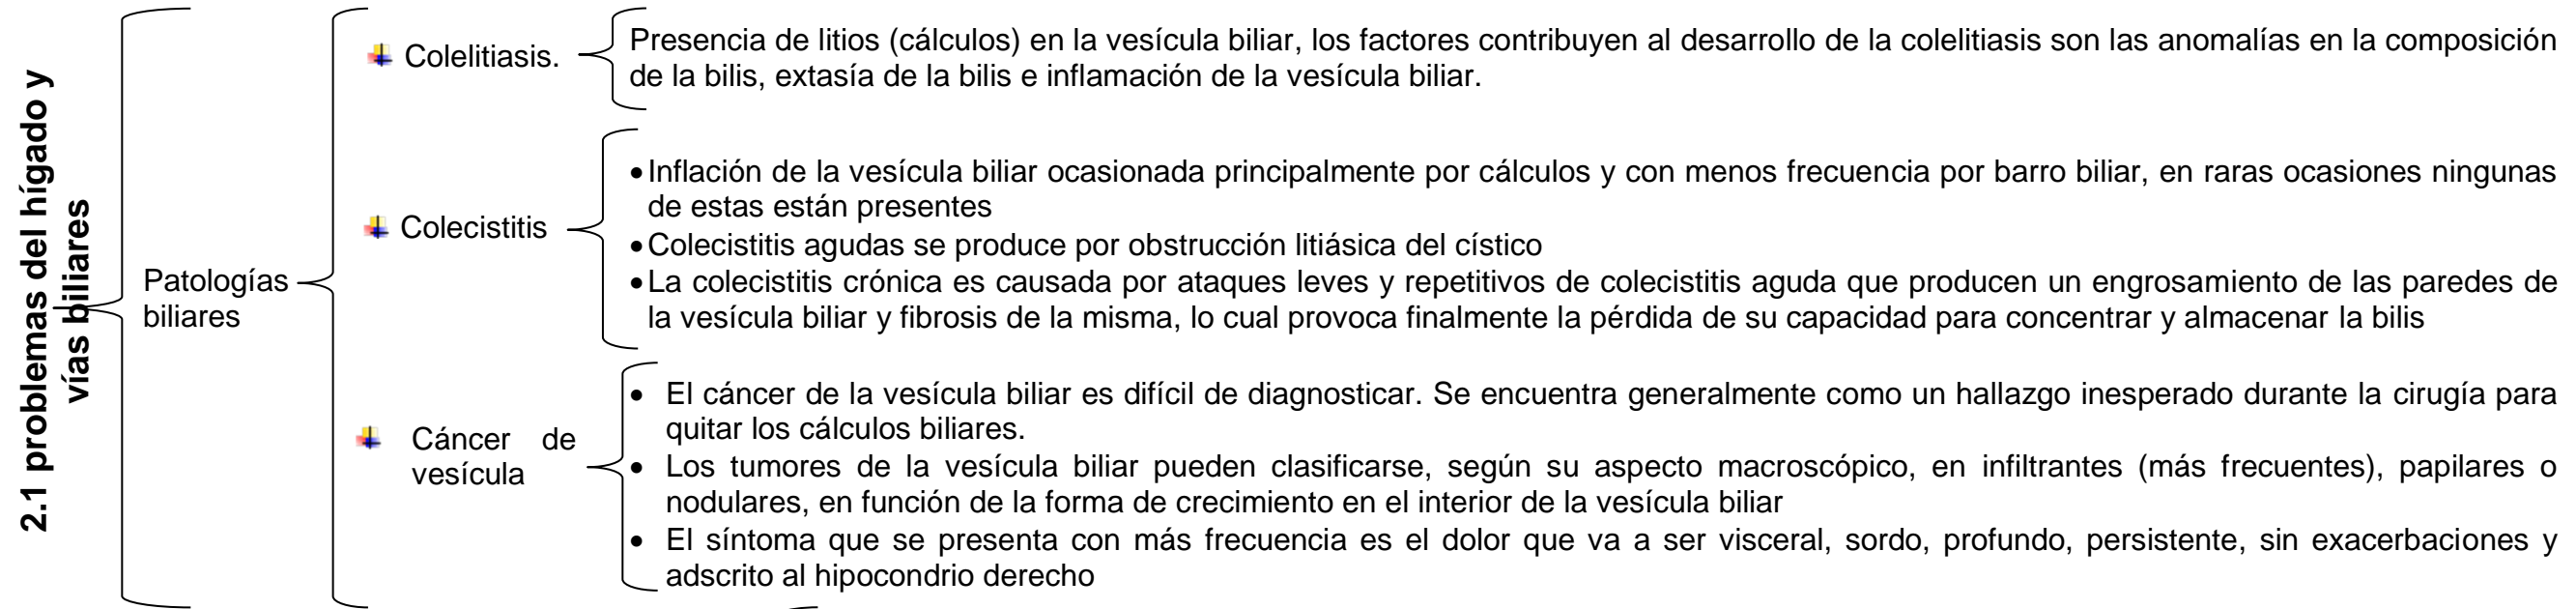 2.1 problemas del hígado y
vías biliares
Patologías
biliares
Colelitiasis.
Presencia de litios (cálculos) en la vesícula biliar, los factores contribuyen al desarrollo de la colelitiasis son las anomalías en la composición
de la bilis, extasía de la bilis e inflamación de la vesícula biliar.
Colecistitis
•Inflación de la vesícula biliar ocasionada principalmente por cálculos y con menos frecuencia por barro biliar, en raras ocasiones ningunas
de estas están presentes
•Colecistitis agudas se produce por obstrucción litiásica del cístico
•La colecistitis crónica es causada por ataques leves y repetitivos de colecistitis aguda que producen un engrosamiento de las paredes de
la vesícula biliar y fibrosis de la misma, lo cual provoca finalmente la pérdida de su capacidad para concentrar y almacenar la bilis
Cáncer de
vesícula
• El cáncer de la vesícula biliar es difícil de diagnosticar. Se encuentra generalmente como un hallazgo inesperado durante la cirugía para
quitar los cálculos biliares.
• Los tumores de la vesícula biliar pueden clasificarse, según su aspecto macroscópico, en infiltrantes (más frecuentes), papilares o
nodulares, en función de la forma de crecimiento en el interior de la vesícula biliar
• El síntoma que se presenta con más frecuencia es el dolor que va a ser visceral, sordo, profundo, persistente, sin exacerbaciones y
adscrito al hipocondrio derecho